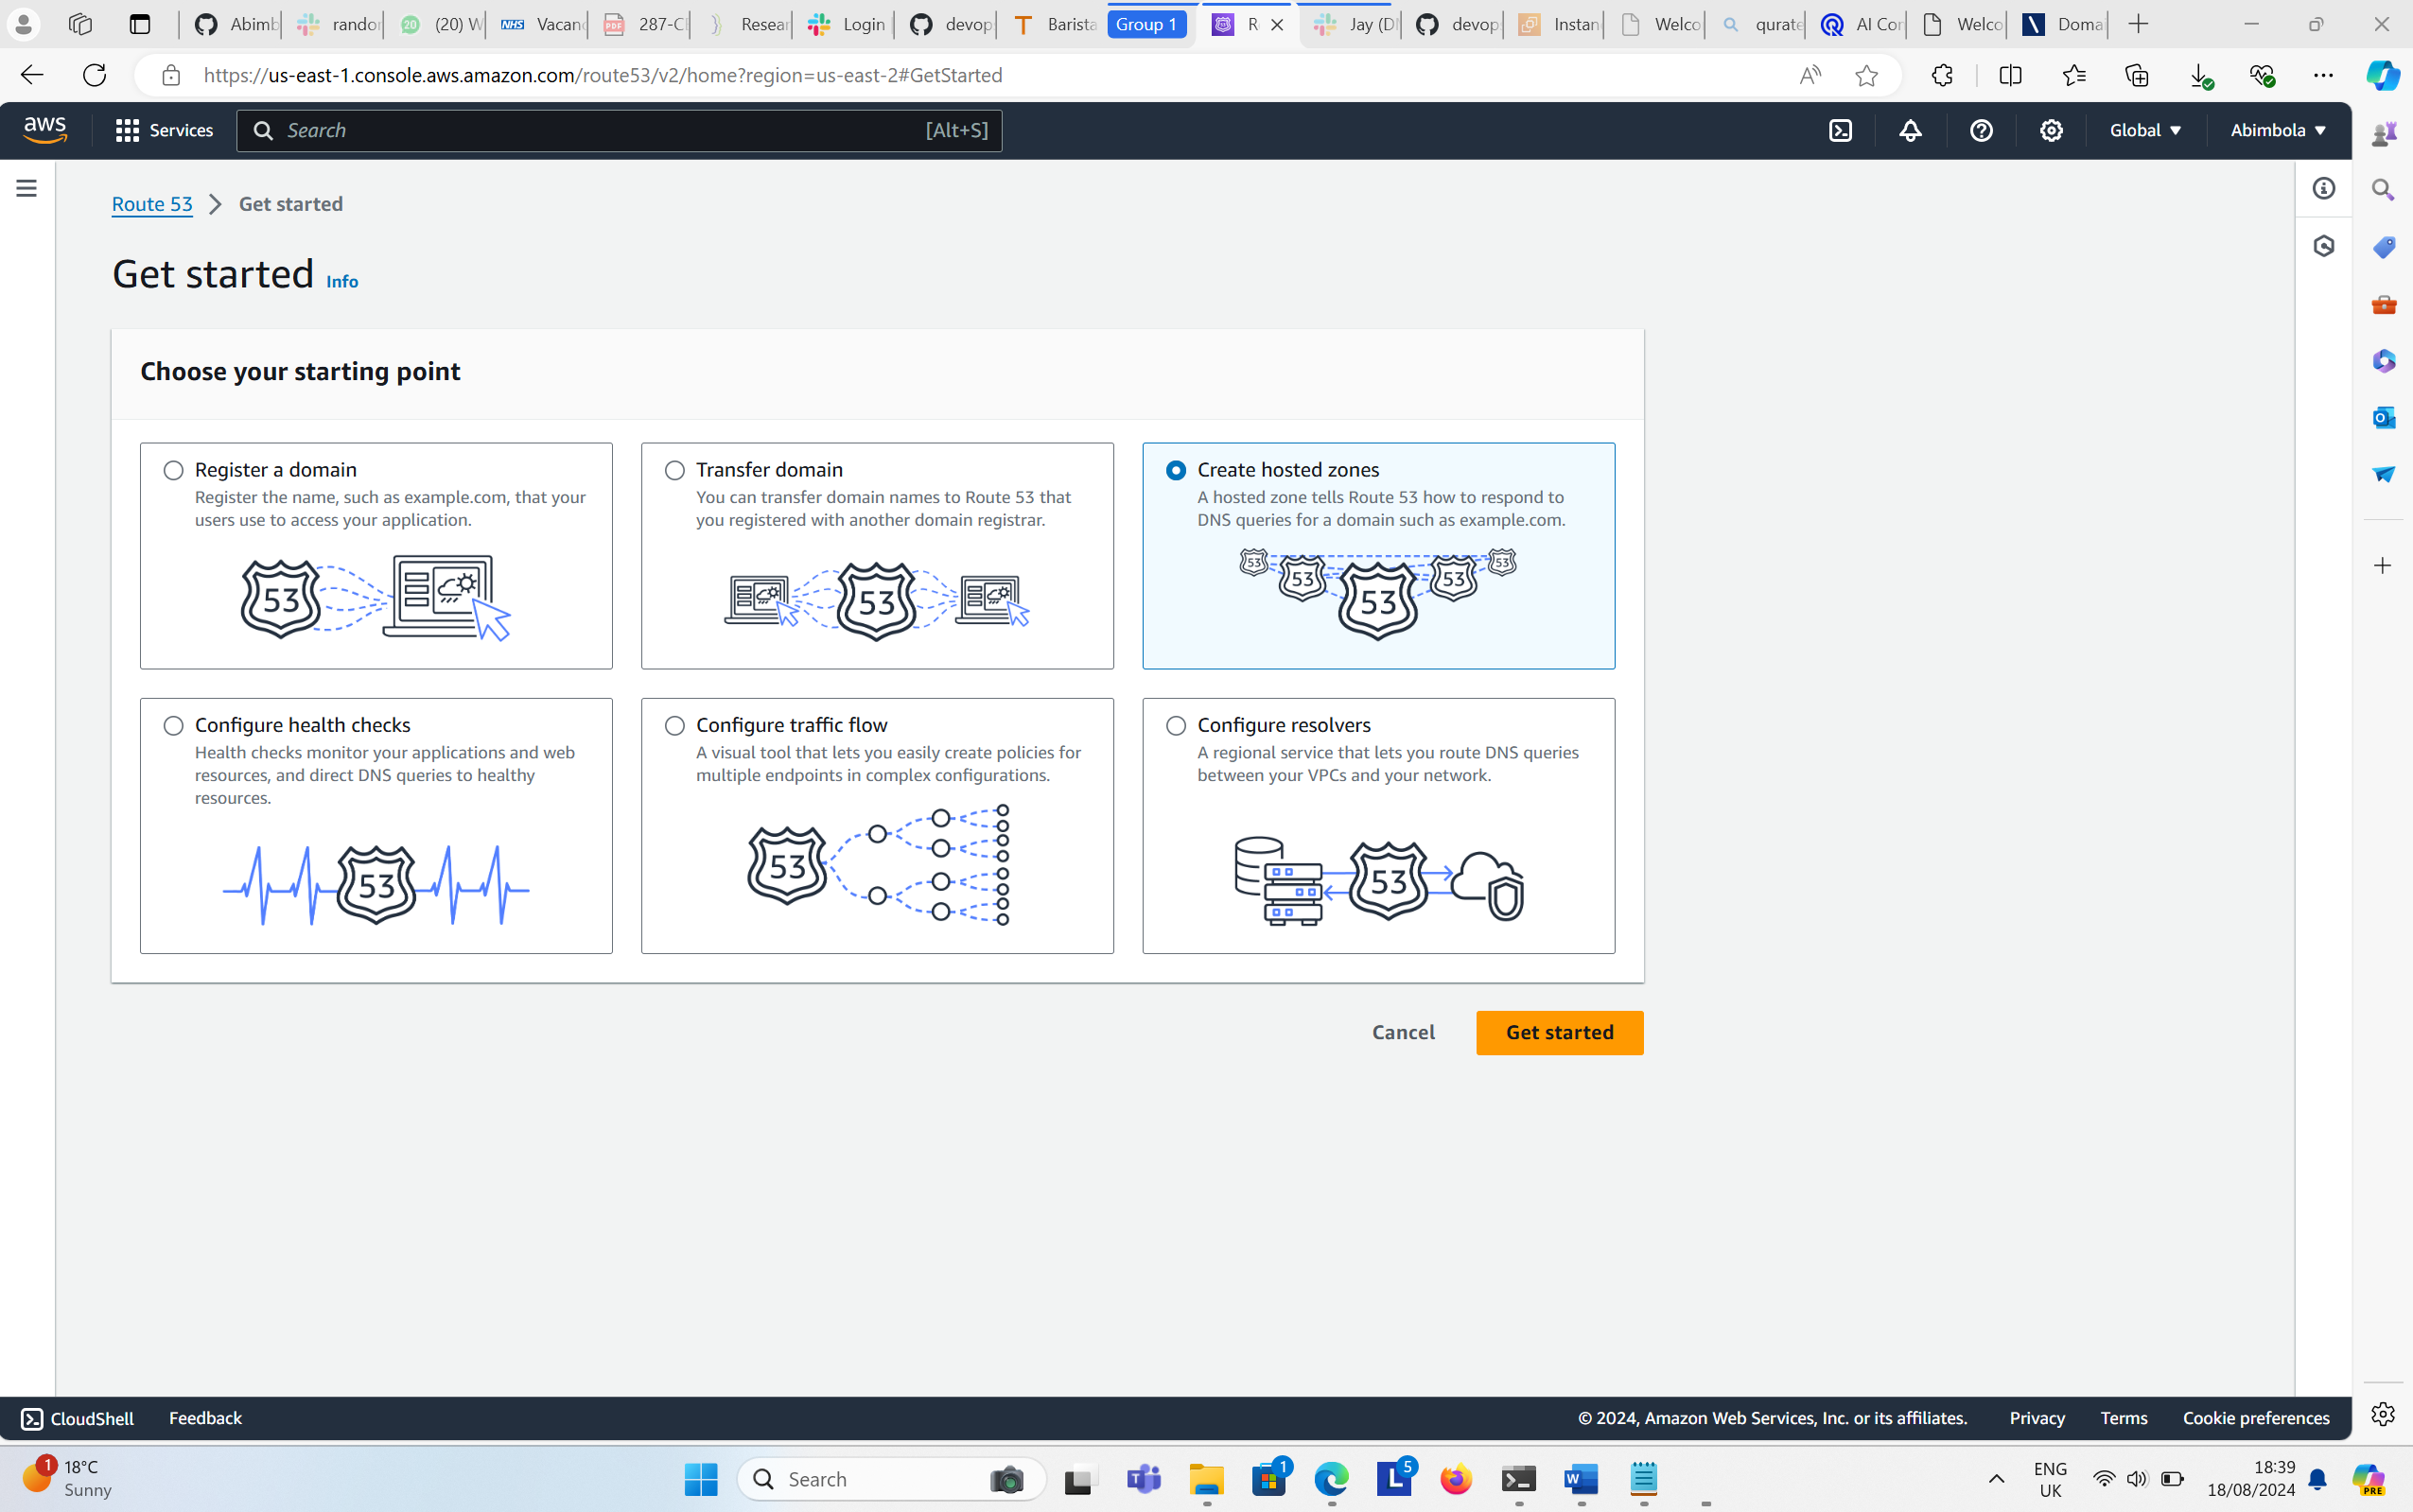 Abimb
randor
20
(20) W
NHS
Vacanc
PDF
287-Cl
Resear
Login
devop
T
Barista
Group 1
Jay (D
devop
Instan
Welco
qurate
AI Cor
Welco
Doma
https://us-east-1.console.aws.amazon.com/route53/v2/home?region=us-east-2#GetStarted
aws
Services
Search
[Alt+S]
Global
Abimbola
Route 53 > Get started
Get started Info
Choose your starting point
Register a domain
Register the name, such as example.com, that your
users use to access your application.
53
Transfer domain
You can transfer domain names to Route 53 that
you registered with another domain registrar.
53
Create hosted zones
A hosted zone tells Route 53 how to respond to
DNS queries for a domain such as example.com.
53 53 53 53 53
Configure health checks
Health checks monitor your applications and web
resources, and direct DNS queries to healthy
resources.
53
Configure traffic flow
A visual tool that lets you easily create policies for
multiple endpoints in complex configurations.
53
Configure resolvers
A regional service that lets you route DNS queries
between your VPCs and your network.
53
Cancel
Get started
CloudShell
Feedback
© 2024, Amazon Web Services, Inc. or its affiliates.
Privacy
Terms
Cookie preferences
1
18°C
Sunny
Search
T
1
L
5
W
ENG
UK
18:39
18/08/2024
PRE